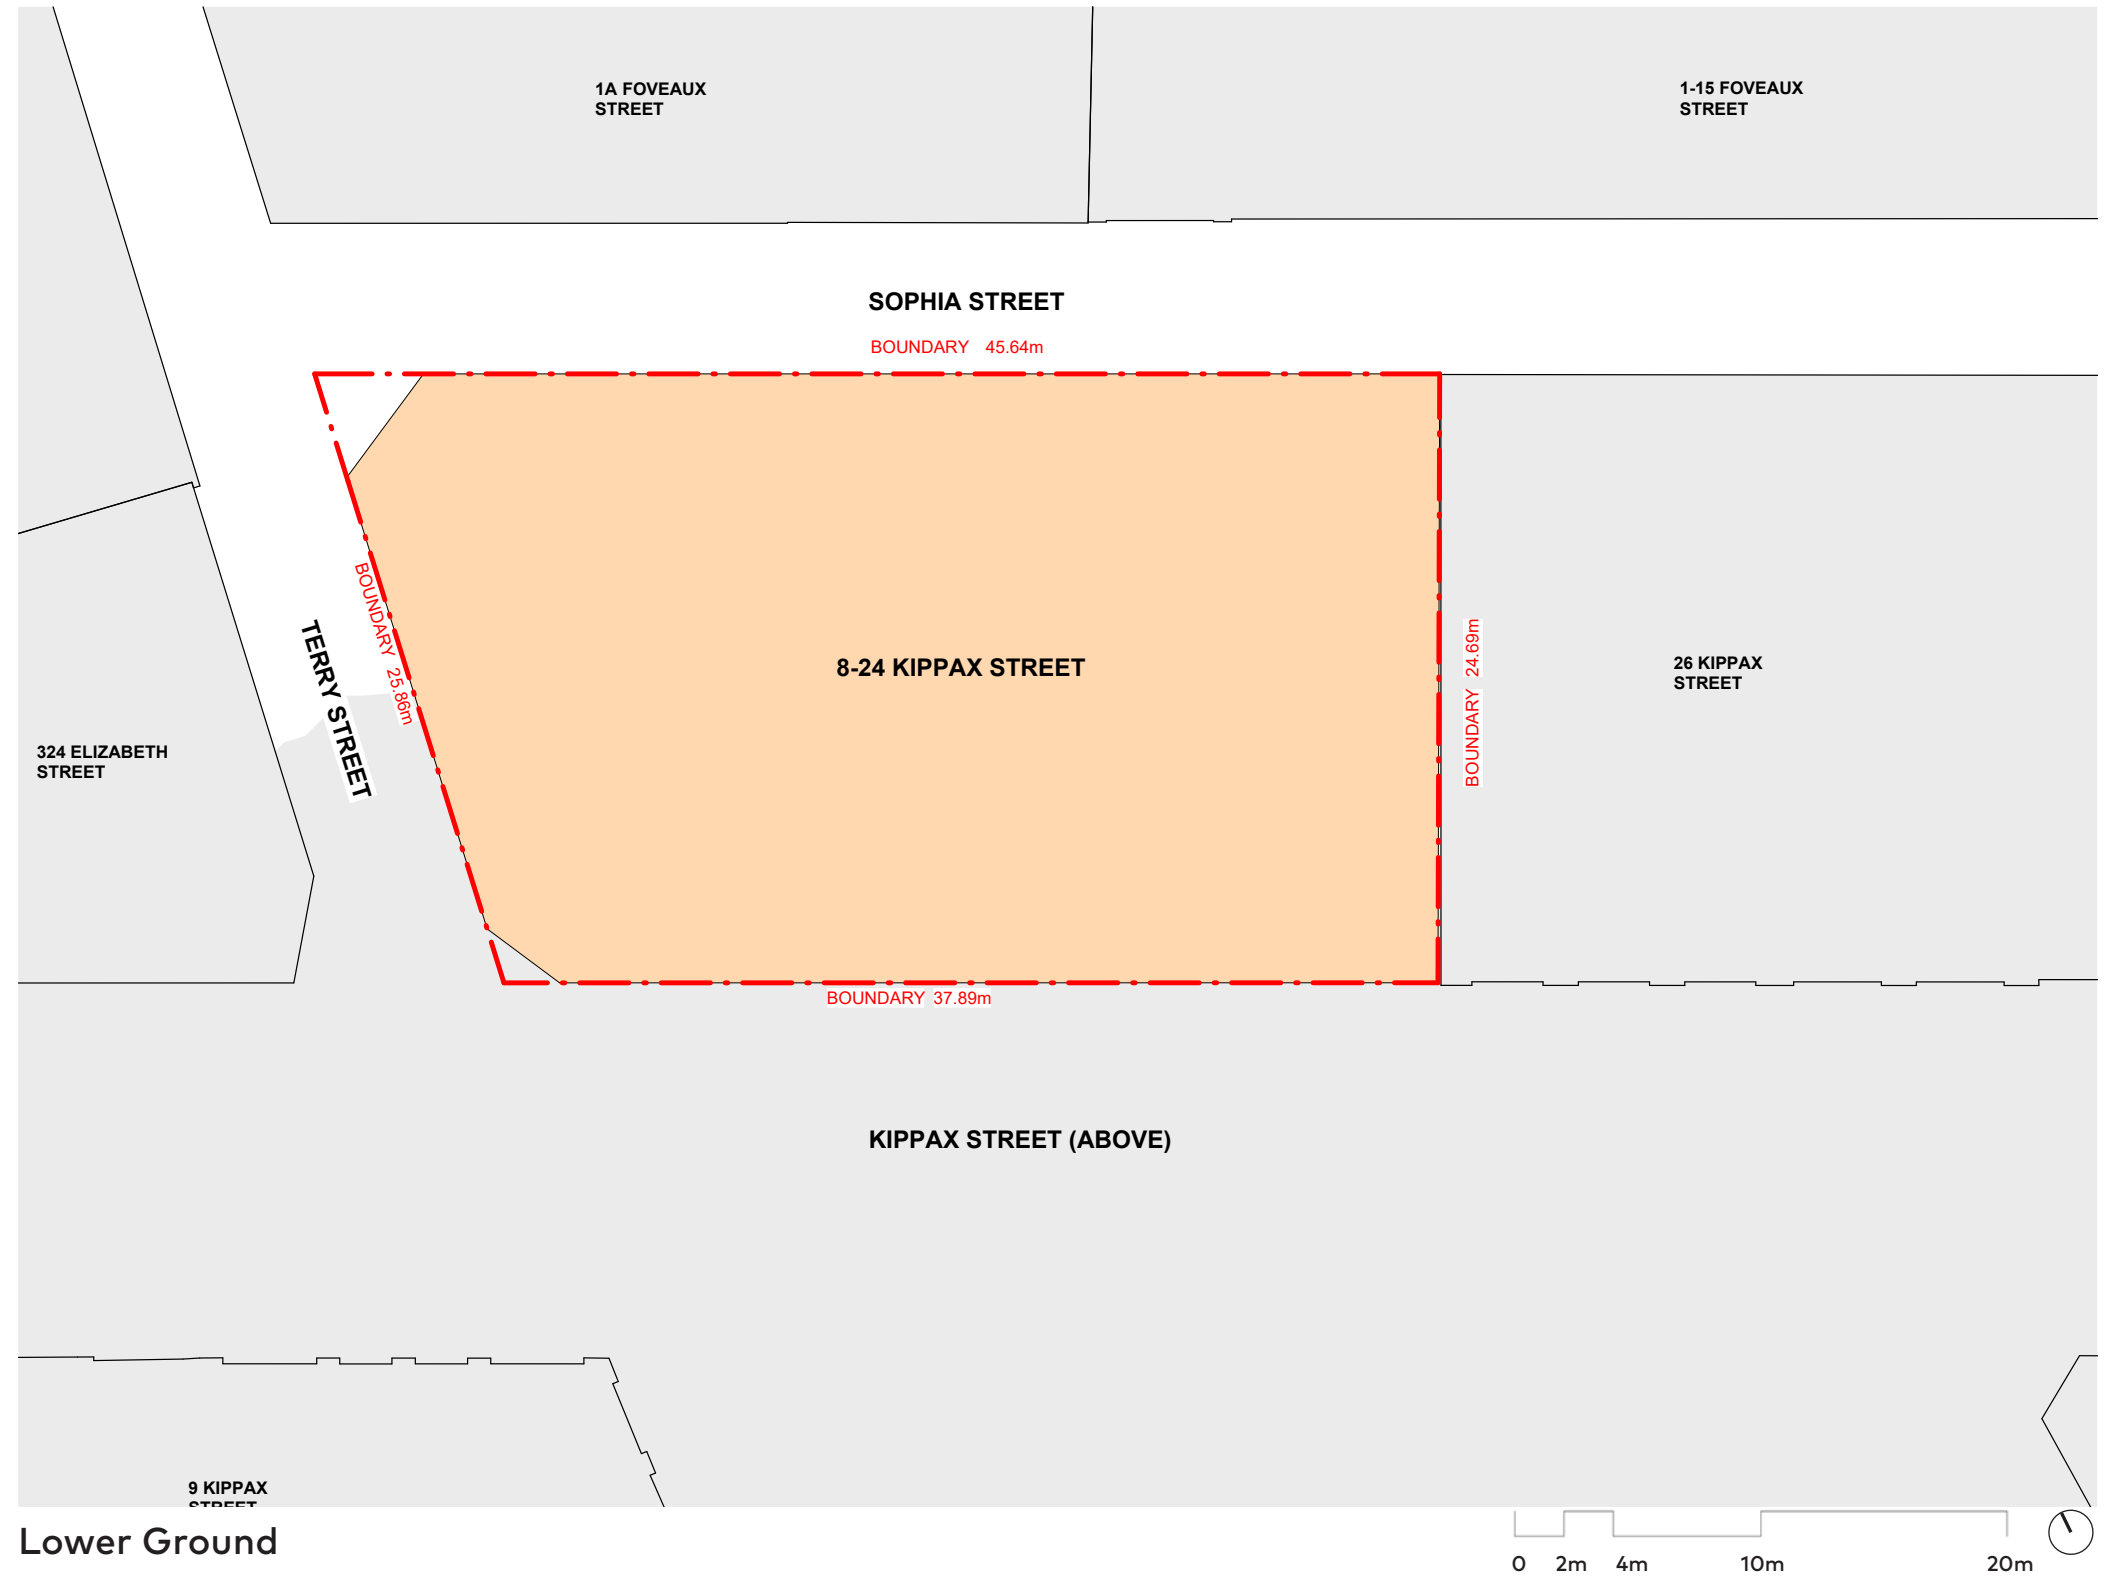 1A FOVEAUX
STREET
1-15 FOVEAUX
STREET
SOPHIA STREET
BOUNDARY 45.64m
BOUNDARY 25.86m
TERRY STREET
8-24 KIPPAX STREET
BOUNDARY 24.69m
26 KIPPAX
STREET
324 ELIZABETH
STREET
BOUNDARY 37.89m
KIPPAX STREET (ABOVE)
9 KIPPAX
STREET
Lower Ground
0 2m 4m 10m 20m